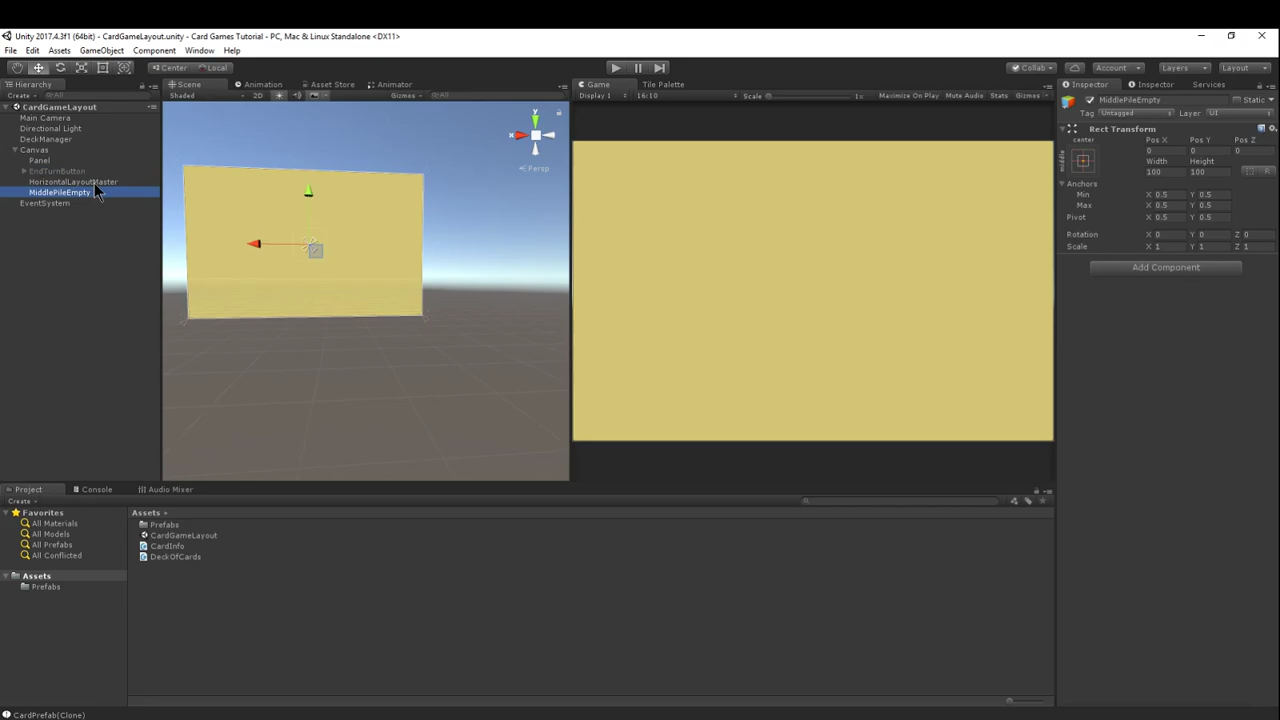 Unity 2017.4.3f1 (64bit) - CardGameLayout.unity - Card Games Tutorial - PC, Mac & Linux Standalone <DX11>
File Edit Assets GameObject Component Window Help
Center Local Collab Account Layers Layout
Hierarchy
Create All
CardGameLayout
Main Camera
Directional Light
DeckManager
Canvas
Panel
EndTurnButton
HorizontalLayoutMaster
MiddlePileEmpty
EventSystem
Scene Animation Asset Store Animator
Shaded 2D Gizmos All
y
x
Persp
Game Tile Palette
Display 1 16:10 Scale 1x Maximize On Play Mute Audio Stats Gizmos
Inspector Inspector Services
MiddlePileEmpty Static
Tag Untagged Layer UI
Rect Transform
center Pos X Pos Y Pos Z
middle 0 0 0
Width Height
100 100 R
Anchors
Min X 0.5 Y 0.5
Max X 0.5 Y 0.5
Pivot X 0.5 Y 0.5
Rotation X 0 Y 0 Z 0
Scale X 1 Y 1 Z 1
Add Component
Project Console Audio Mixer
Create
Favorites
All Materials
All Models
All Prefabs
All Conflicted
Assets
Prefabs
Assets
Prefabs
CardGameLayout
CardInfo
DeckOfCards
CardPrefab(Clone)